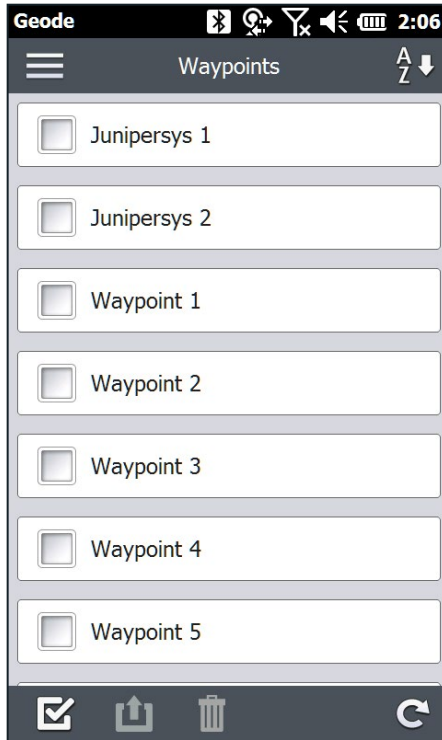 Geode 2:06
Waypoints A Z
Junipersys 1
Junipersys 2
Waypoint 1
Waypoint 2
Waypoint 3
Waypoint 4
Waypoint 5